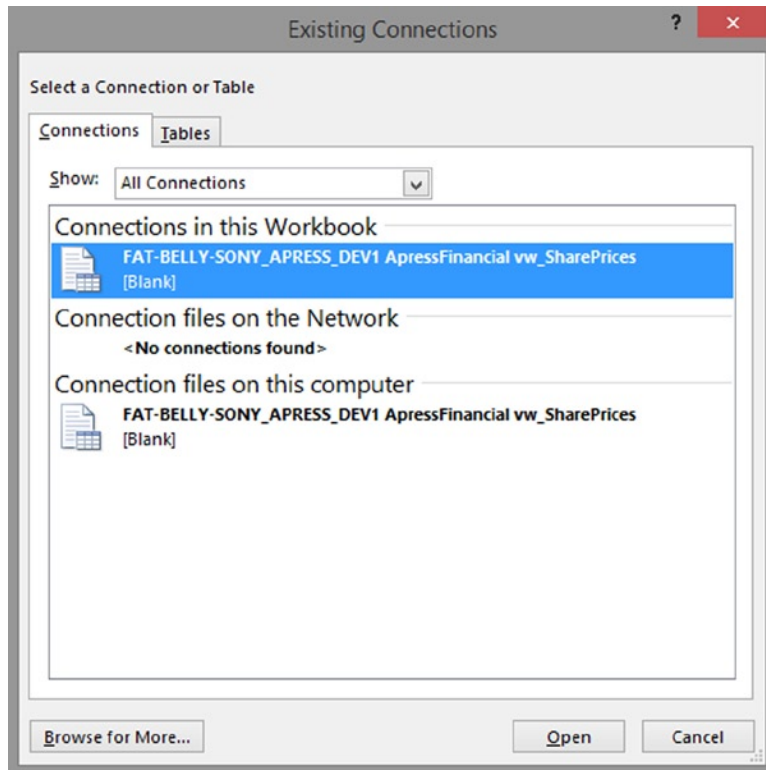 Existing Connections
?
×
Select a Connection or Table
Connections
Tables
Show: All Connections
Connections in this Workbook
FAT-BELLY-SONY_APRESS_DEV1 ApressFinancial vw_SharePrices
[Blank]
Connection files on the Network
<No connections found>
Connection files on this computer
FAT-BELLY-SONY_APRESS_DEV1 ApressFinancial vw_SharePrices
[Blank]
Browse for More...
Open
Cancel